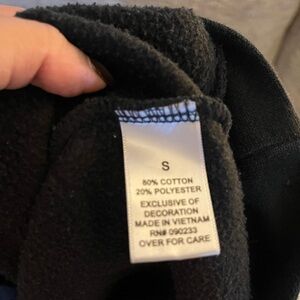 S
80% COTTON
20% POLYESTER
EXCLUSIVE OF
DECORATION
MADE IN VIETNAM
RN# 090233
OVER FOR CARE